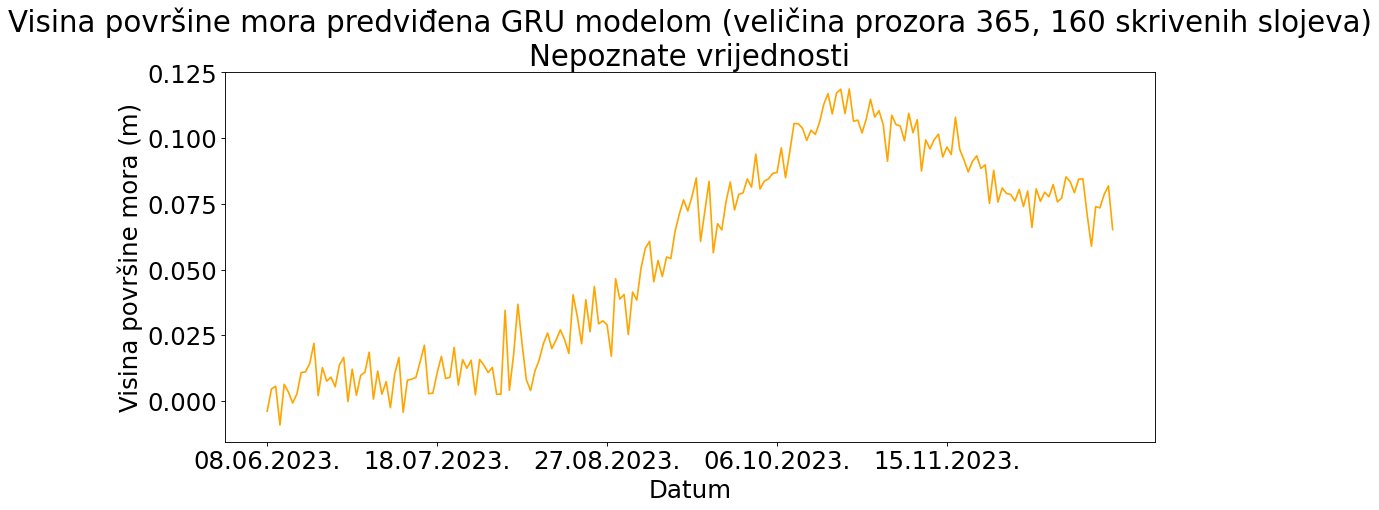 Visina površine mora predviđena GRU modelom (veličina prozora 365, 160 skrivenih slojeva)
Nepoznate vrijednosti
Visina površine mora (m)
0.125
0.100
0.075
0.050
0.025
0.000
08.06.2023. 18.07.2023. 27.08.2023. 06.10.2023. 15.11.2023.
Datum